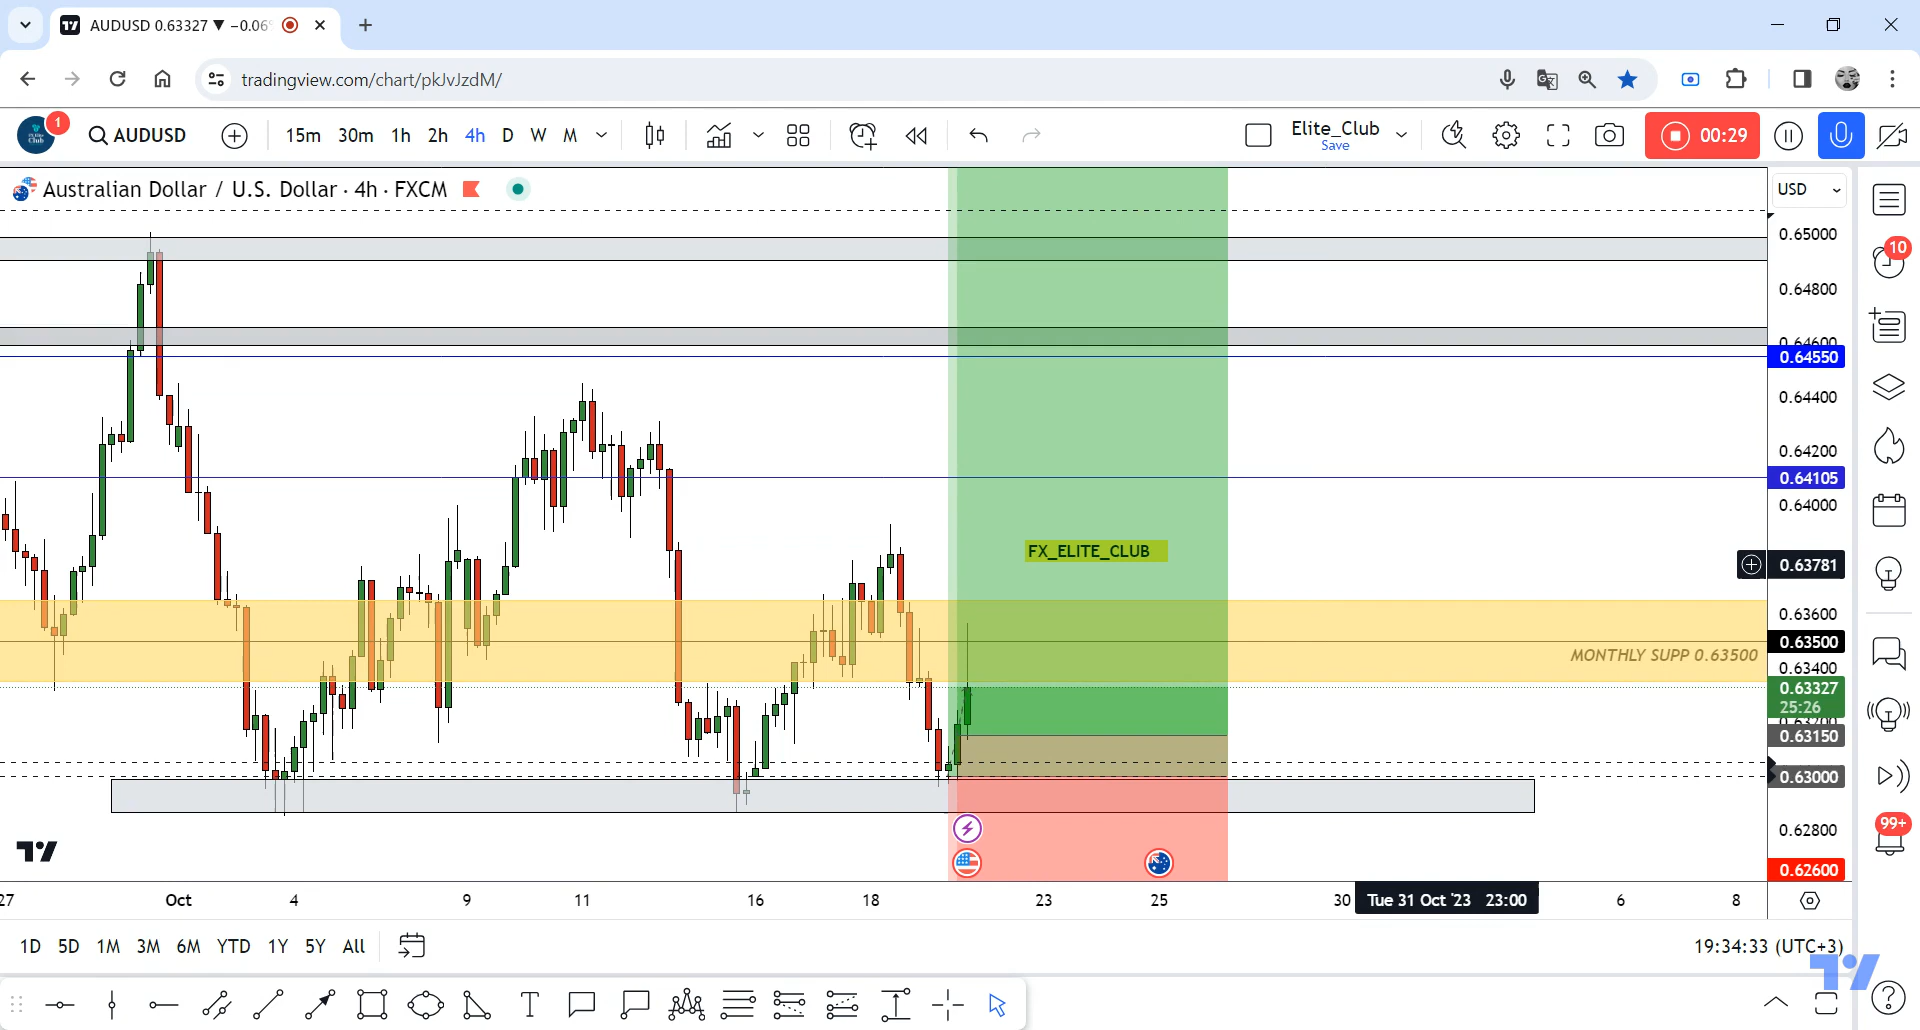 AUDUSD 0.63327 ▼ −0.06
tradingview.com/chart/pkJvJzdM/
1
AUDUSD 15m 30m 1h 2h 4h D W M Elite_Club 00:29
Save
Australian Dollar / U.S. Dollar · 4h · FXCM USD
0.65000
10
0.64800
0.64600
0.64550
0.64400
0.64200
0.64105
0.64000
FX_ELITE_CLUB
0.63781
0.63600
0.63500
MONTHLY SUPP 0.63500
0.63400
0.63327
25:26
0.63200
0.63150
0.63000
0.62800
99+
0.62600
27 Oct 4 9 11 16 18 23 25 30 Tue 31 Oct '23 23:00 6 8
1D 5D 1M 3M 6M YTD 1Y 5Y All 19:34:33 (UTC+3)